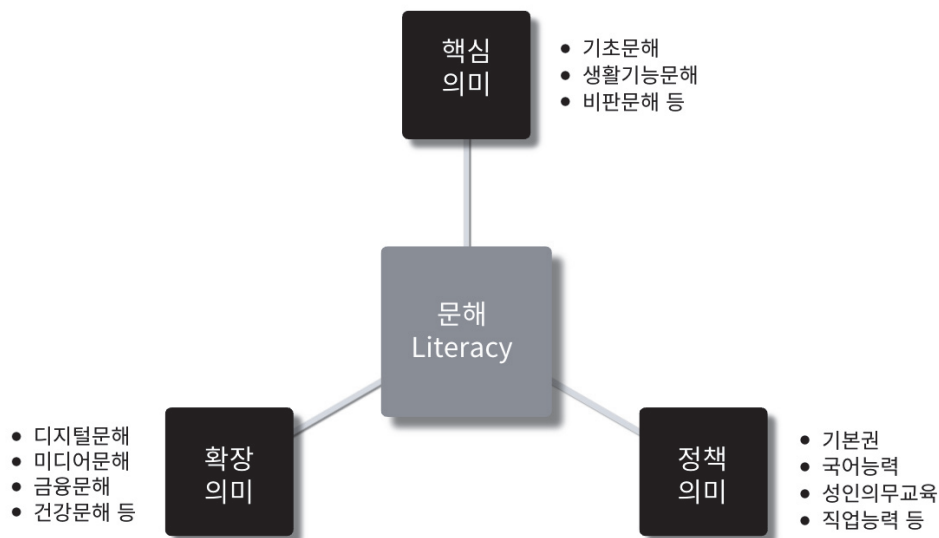 핵심
의미
• 기초문해
• 생활기능문해
• 비판문해 등
문해
Literacy
• 디지털문해
• 미디어문해
• 금융문해
• 건강문해 등
확장
의미
정책
의미
• 기본권
• 국어능력
• 성인의무교육
• 직업능력 등